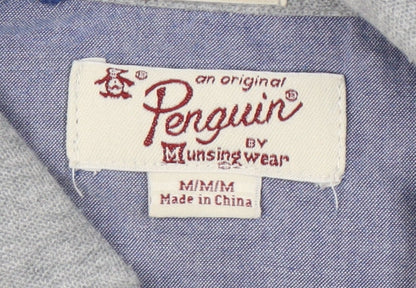 an original
Penguin®
BY
Munsingwear
M/M/M
Made in China